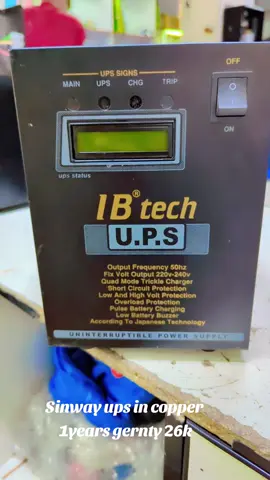 UPS SIGNS
MAIN UPS CHG TRIP
OFF
ON
ups status
IB® tech
U.P.S
Output Frequency 50hz
Fix Volt Output 220v-240v
Quad Mode Trickle Charger
Short Circuit Protection
Low And High Volt Protection
Overload Protection
Pulse Battery Charging
Low Battery Buzzer
According To Japanese Technology
UNINTERRUPTIBLE POWER SUPPLY
Sinway ups in copper
1years gernty 26k